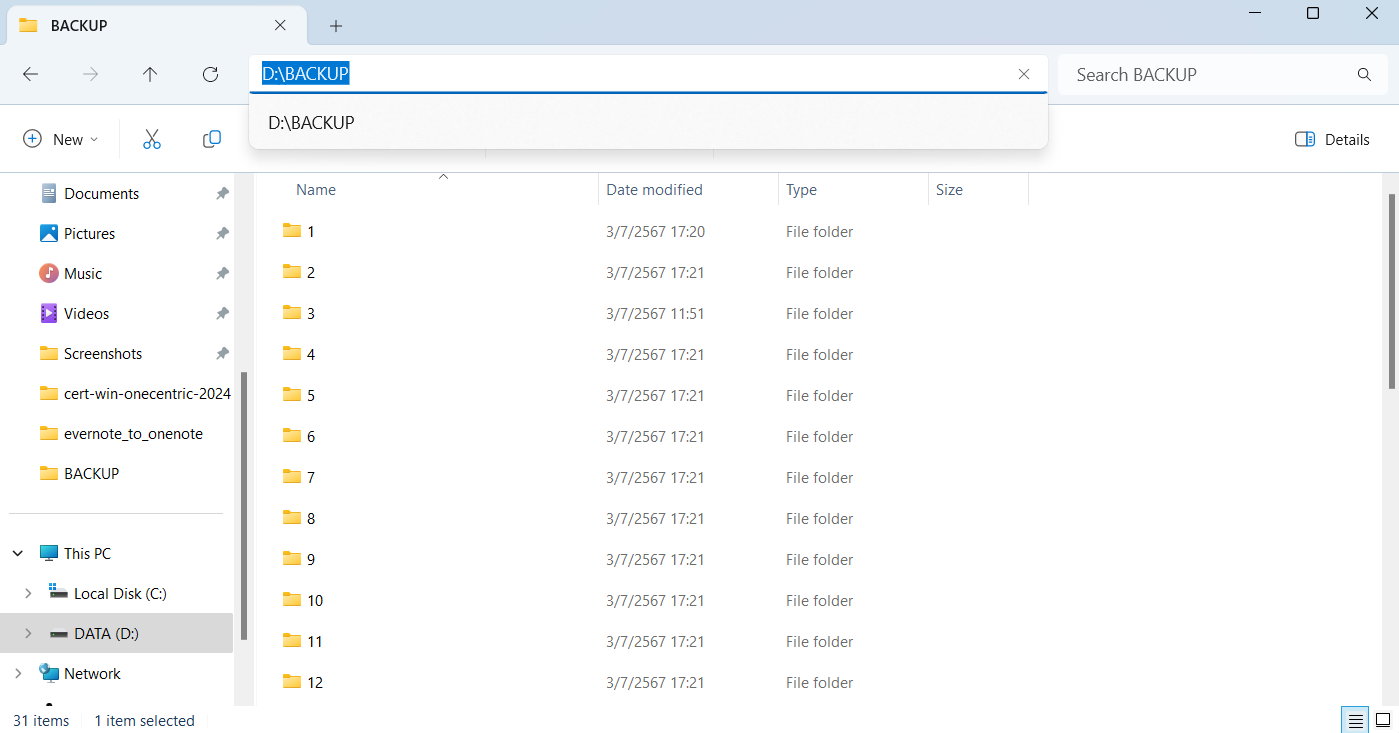 BACKUP
D:\BACKUP
Search BACKUP
D:\BACKUP
New
Details
Documents
Pictures
Music
Videos
Screenshots
cert-win-onecentric-2024
evernote_to_onenote
BACKUP
This PC
Local Disk (C:)
DATA (D:)
Network
Name Date modified Type Size
1 3/7/2567 17:20 File folder
2 3/7/2567 17:21 File folder
3 3/7/2567 11:51 File folder
4 3/7/2567 17:21 File folder
5 3/7/2567 17:21 File folder
6 3/7/2567 17:21 File folder
7 3/7/2567 17:21 File folder
8 3/7/2567 17:21 File folder
9 3/7/2567 17:21 File folder
10 3/7/2567 17:21 File folder
11 3/7/2567 17:21 File folder
12 3/7/2567 17:21 File folder
31 items 1 item selected